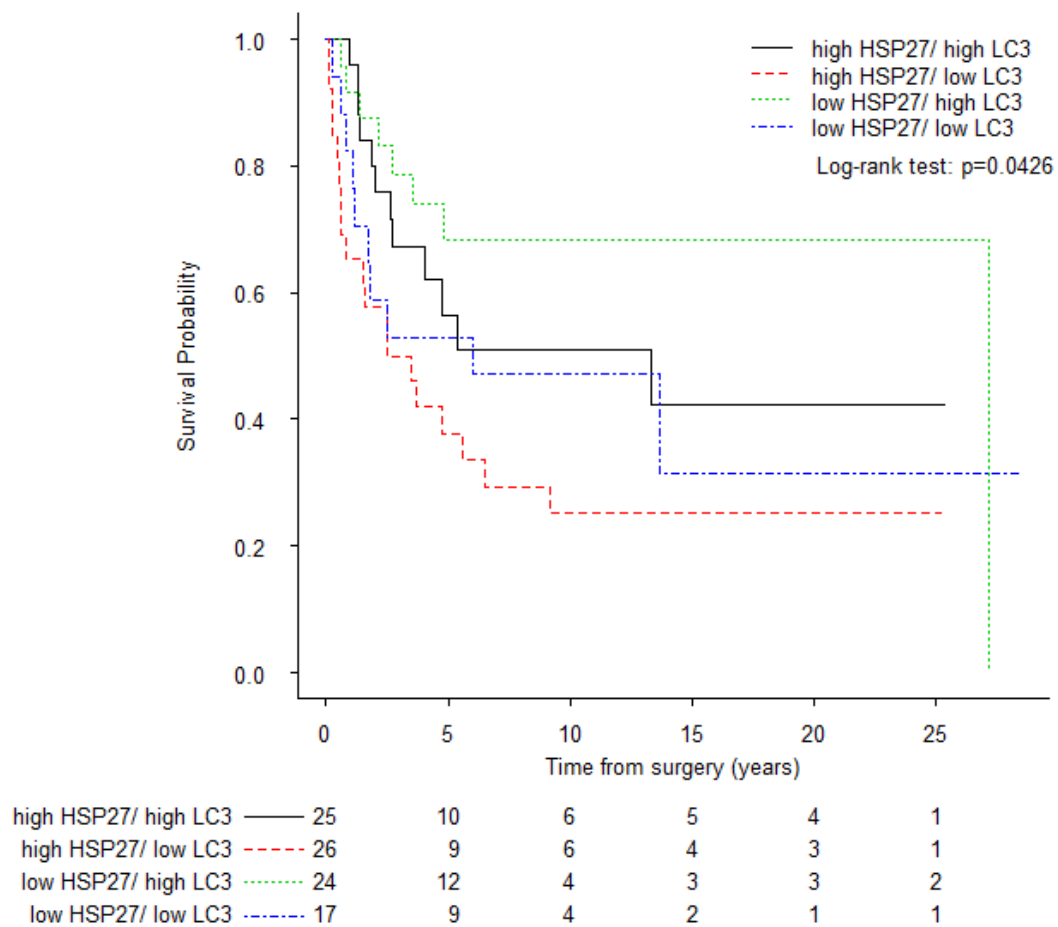 high HSP27/ high LC3
high HSP27/ low LC3
low HSP27/ high LC3
low HSP27/ low LC3
Log-rank test: p=0.0426
Survival Probability
1.0
0.8
0.6
0.4
0.2
0.0
0 5 10 15 20 25
Time from surgery (years)
high HSP27/ high LC3 25 10 6 5 4 1
high HSP27/ low LC3 26 9 6 4 3 1
low HSP27/ high LC3 24 12 4 3 3 2
low HSP27/ low LC3 17 9 4 2 1 1